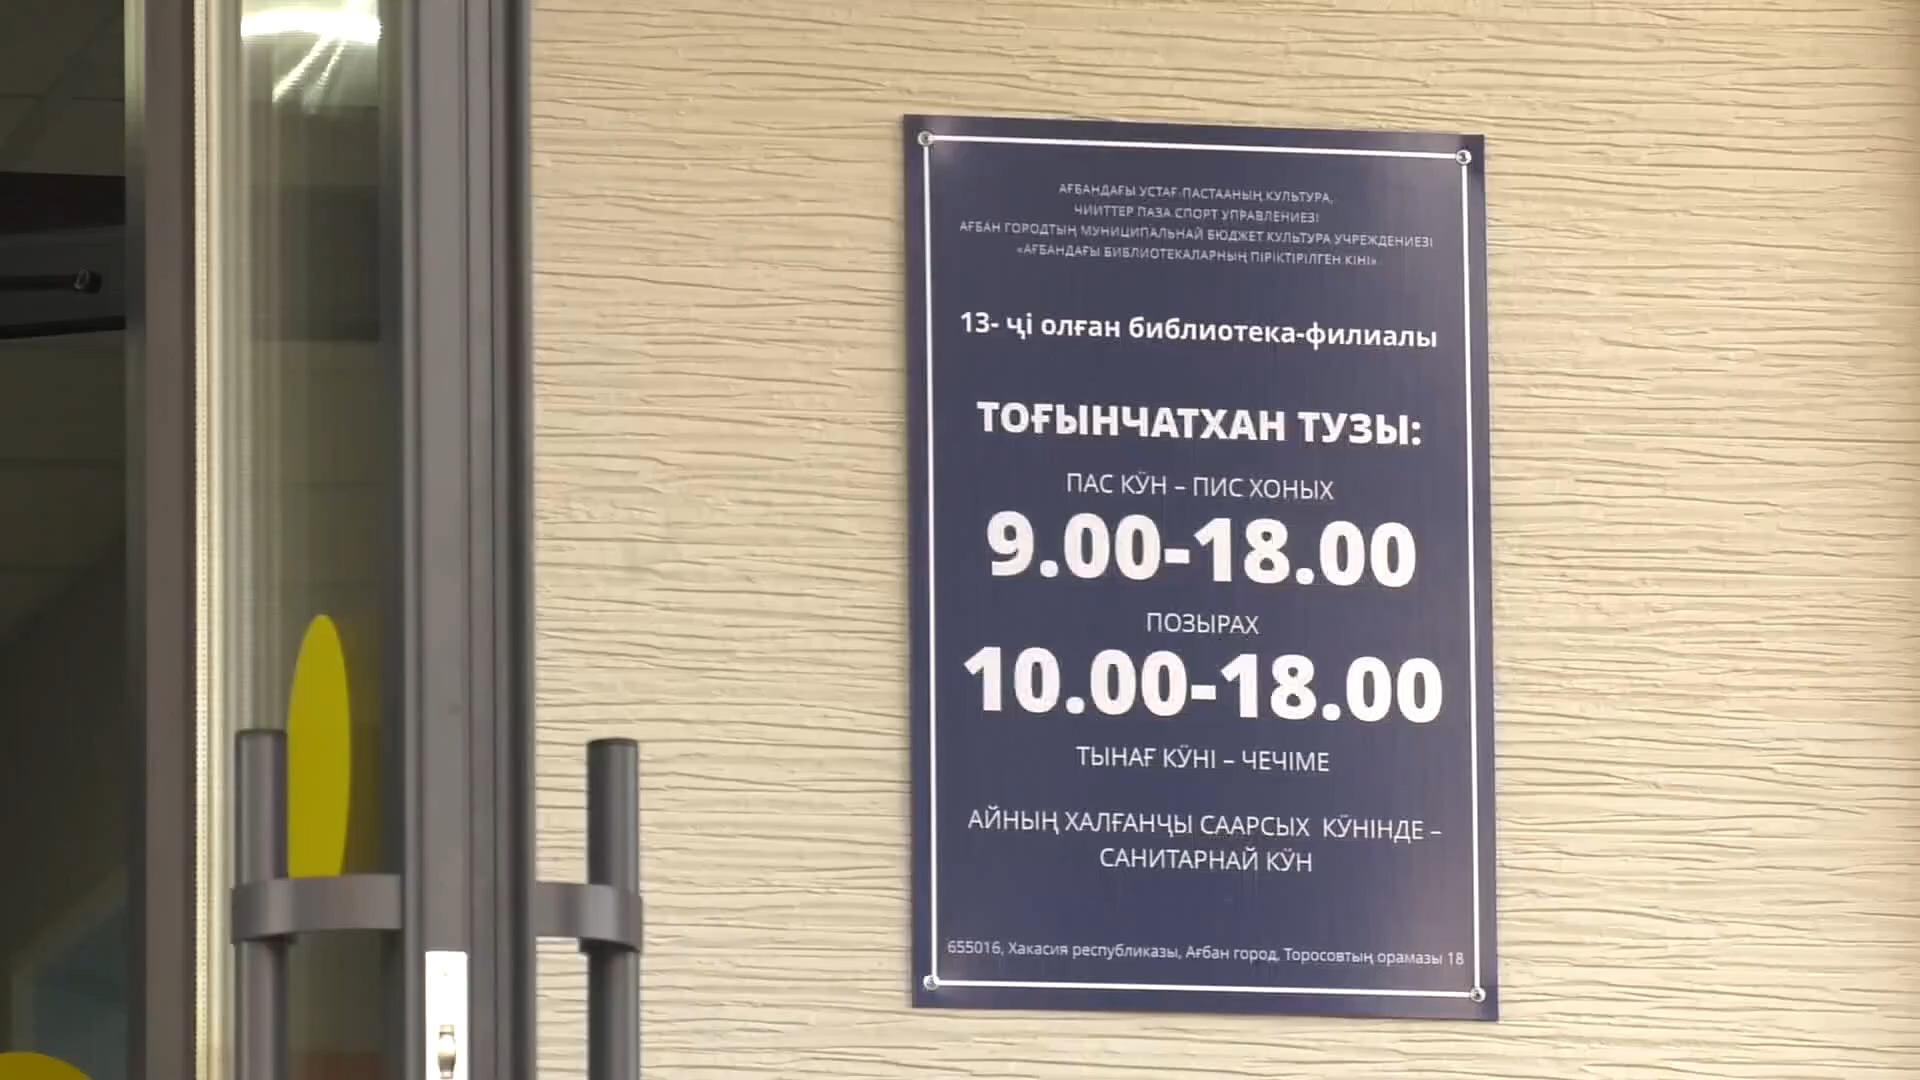 АҒБАНДАҒЫ УСТАҒ-ПАСТААНЫҢ КУЛЬТУРА,
ЧИИТТЕР ПАЗА СПОРТ УПРАВЛЕНИЕЗІ
АҒБАН ГОРОДТЫҢ МУНИЦИПАЛЬНАЙ БЮДЖЕТ КУЛЬТУРА УЧРЕЖДЕНИЕЗІ
«АҒБАНДАҒЫ БИБЛИОТЕКАЛАРНЫҢ ПІРІКТІРІЛГЕН КІНІ»
13- ҷі олған библиотека-филиалы
ТОҒЫНЧАТХАН ТУЗЫ:
ПАС КӰН – ПИС ХОНЫХ
9.00-18.00
ПОЗЫРАХ
10.00-18.00
ТЫНАҒ КӰНІ – ЧЕЧІМЕ
АЙНЫҢ ХАЛҒАНҶЫ СААРСЫХ КӰНІНДЕ –
САНИТАРНАЙ КӰН
655016, Хакасия республиказы, Ағбан город, Торосовтың орамазы 18